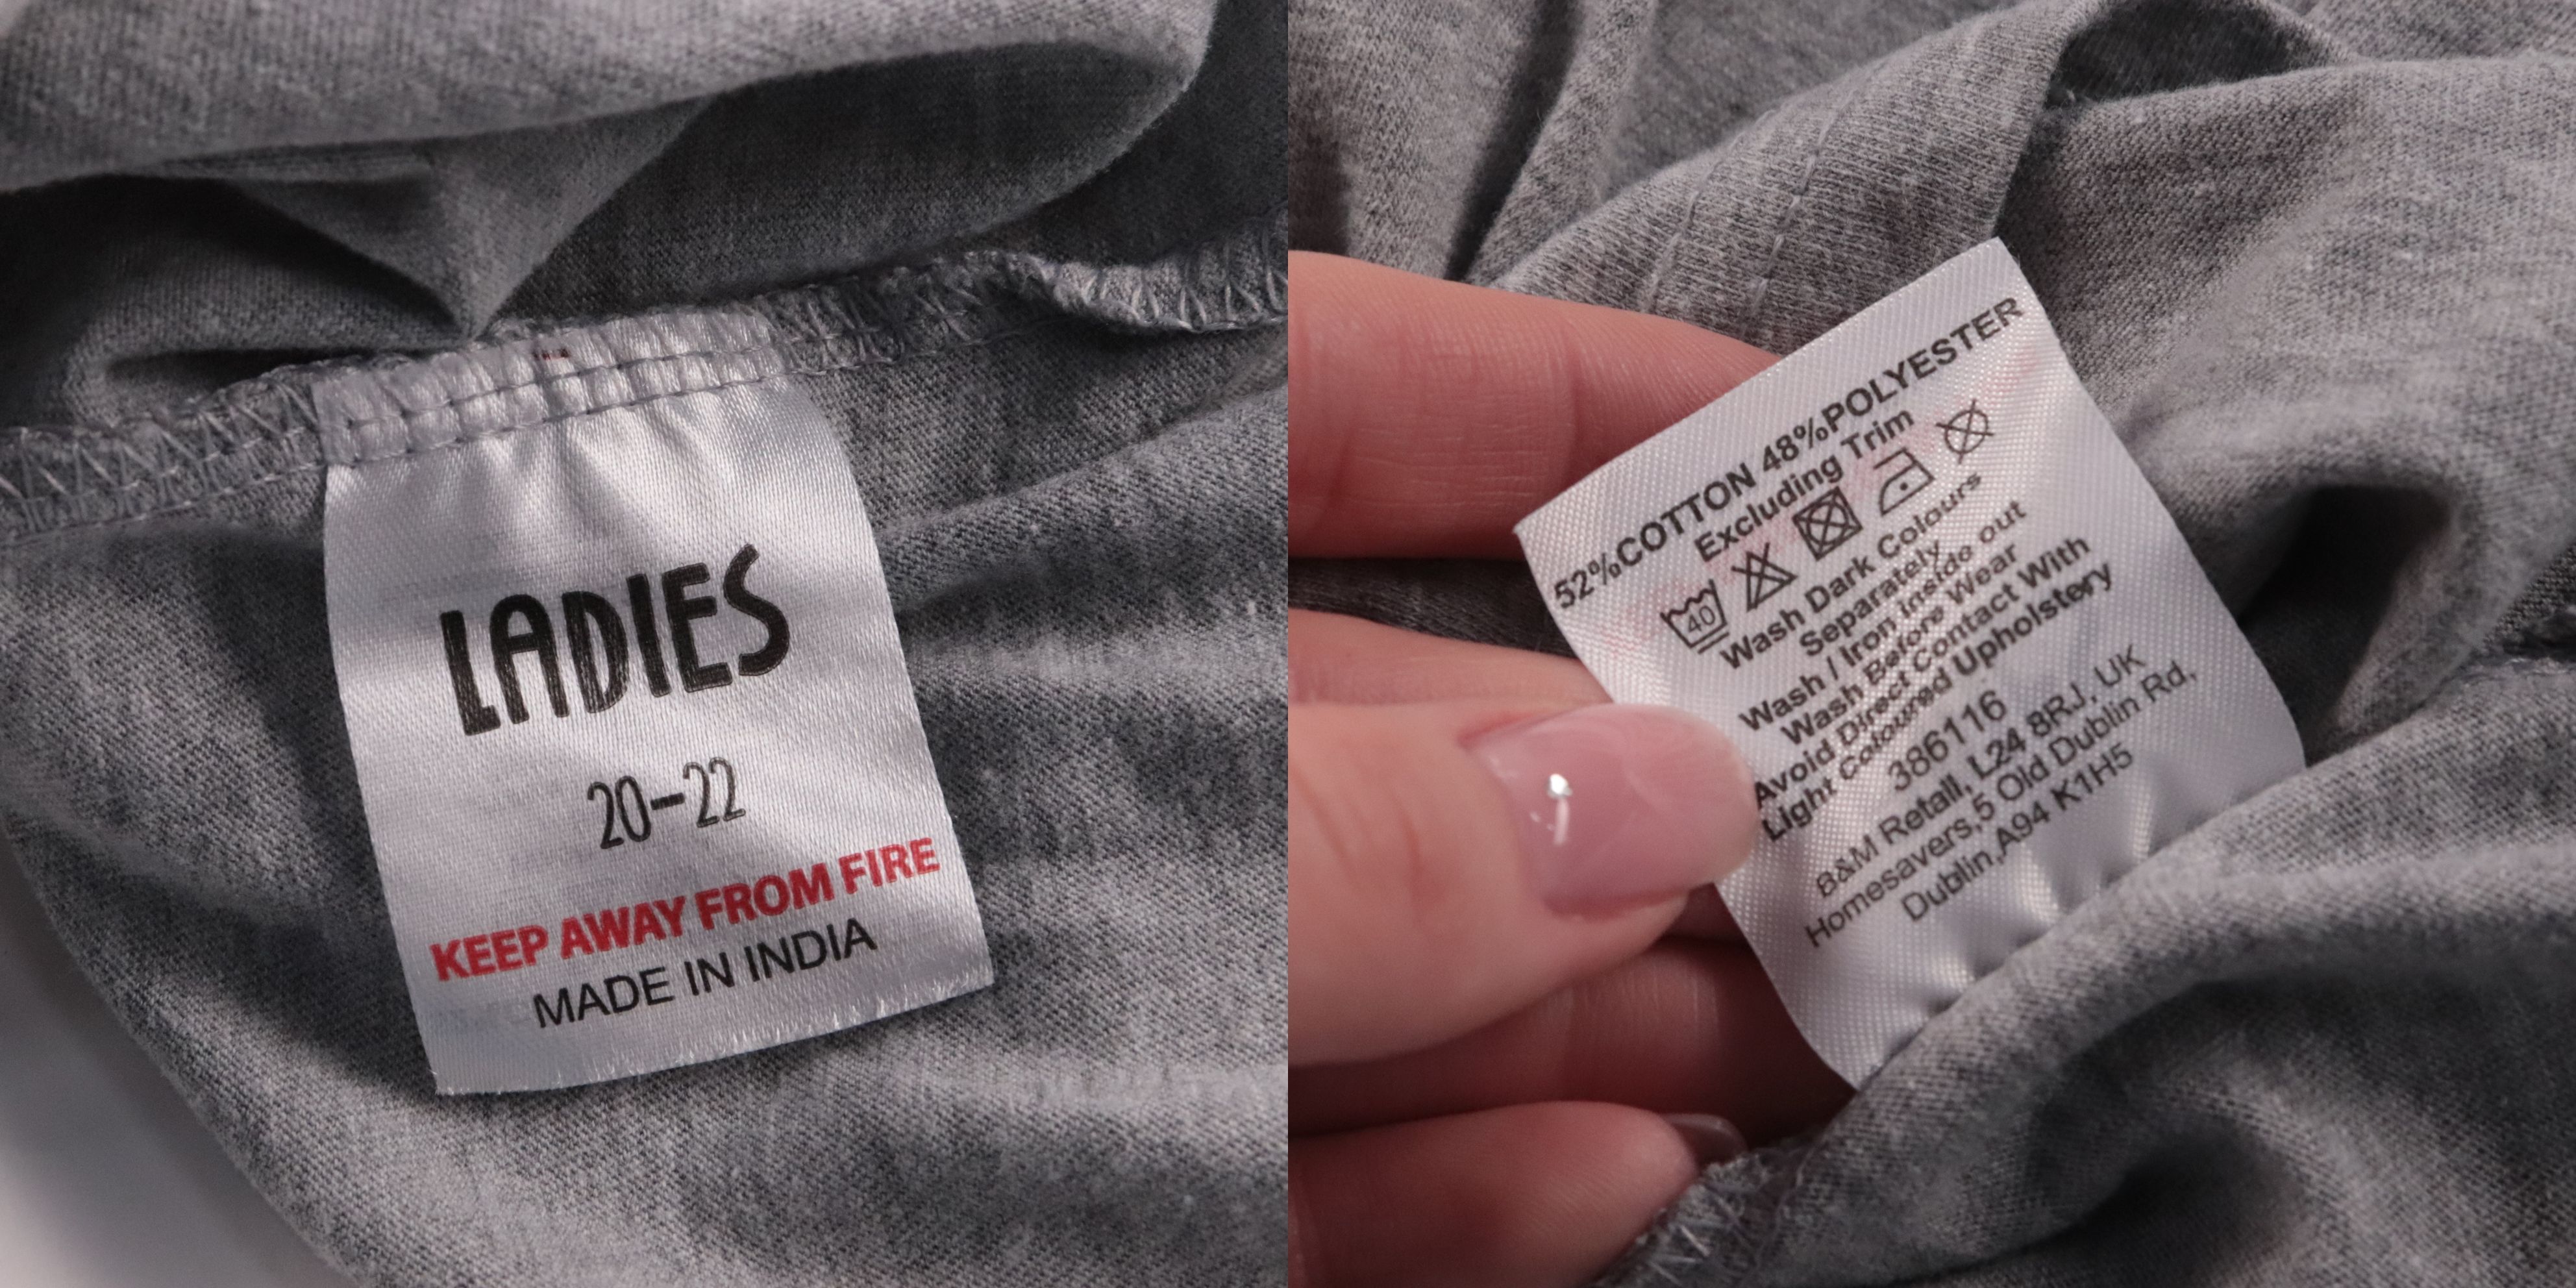 LADIES
20-22
KEEP AWAY FROM FIRE
MADE IN INDIA
52%COTTON 48%POLYESTER
Excluding Trim
40
Wash Dark Colours
Separately
Wash / Iron inside out
Wash Before Wear
Avoid Direct Contact With
Light Coloured Upholstery
386116
B&M Retail, L24 8RJ, UK
Homesavers,5 Old Dublin Rd,
Dublin,A94 K1H5